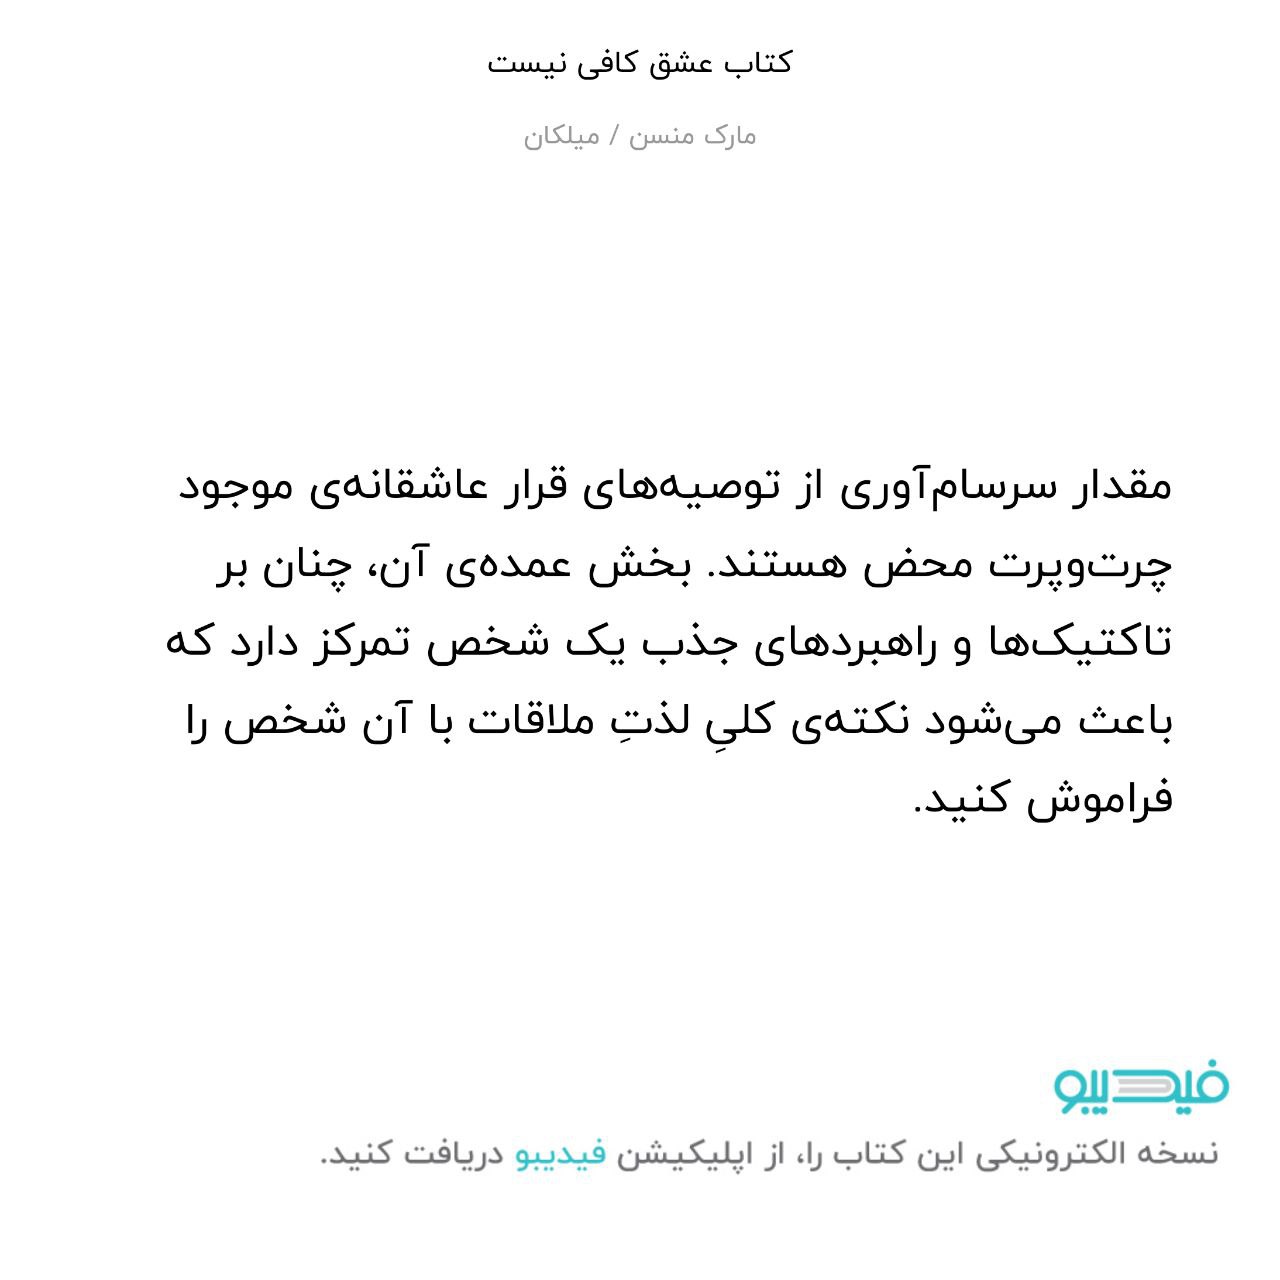 کتاب عشق کافی نیست
مارک منسن / میلکان
مقدار سرسام‌آوری از توصیه‌های قرار عاشقانه‌ی موجود
چرت‌وپرت محض هستند. بخش عمده‌ی آن، چنان بر
تاکتیک‌ها و راهبردهای جذب یک شخص تمرکز دارد که
باعث می‌شود نکته‌ی کلیِ لذتِ ملاقات با آن شخص را
فراموش کنید.
فیدیبو
نسخه الکترونیکی این کتاب را، از اپلیکیشن فیدیبو دریافت کنید.